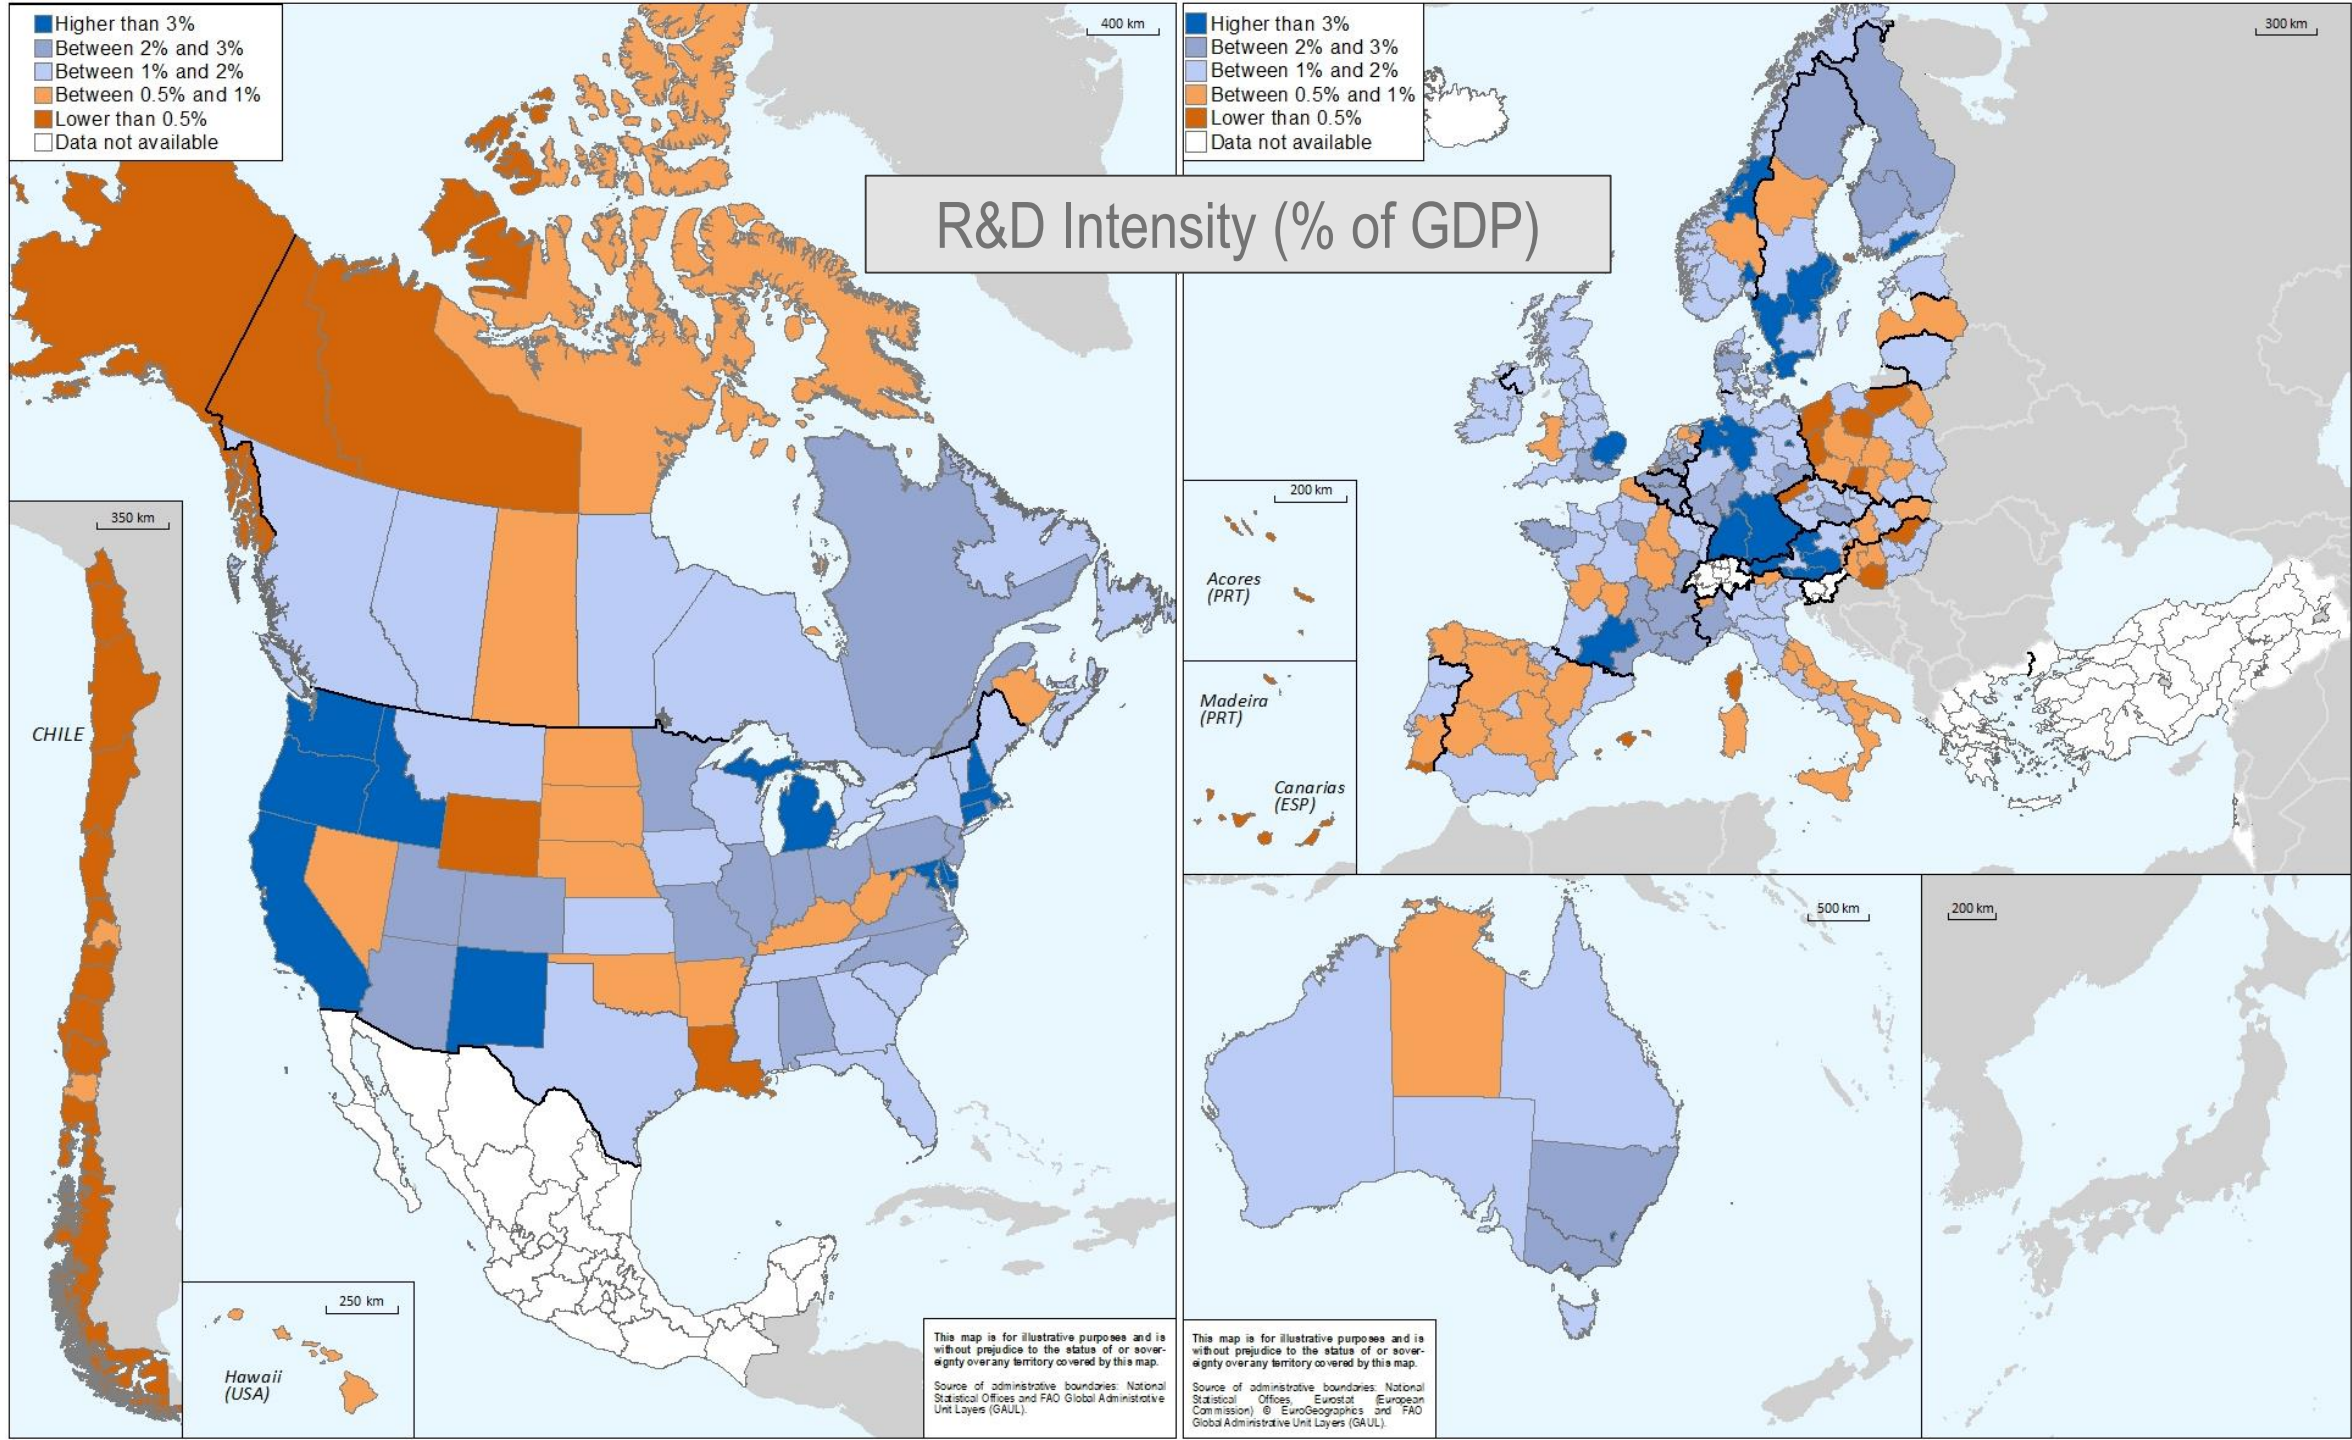 Higher than 3%
Between 2% and 3%
Between 1% and 2%
Between 0.5% and 1%
Lower than 0.5%
Data not available
400 km
Higher than 3%
Between 2% and 3%
Between 1% and 2%
Between 0.5% and 1%
Lower than 0.5%
Data not available
300 km
R&D Intensity (% of GDP)
350 km
CHILE
200 km
Acores
(PRT)
Madeira
(PRT)
Canarias
(ESP)
500 km
200 km
250 km
Hawaii
(USA)
This map is for illustrative purposes and is
without prejudice to the status of or sover-
eignty over any territory covered by this map.
Source of administrative boundaries: National
Statistical Offices and FAO Global Administrative
Unit Layers (GAUL).
This map is for illustrative purposes and is
without prejudice to the status of or sover-
eignty over any territory covered by this map.
Source of administrative boundaries: National
Statistical Offices, Eurostat (European
Commission) © EuroGeographics and FAO
Global Administrative Unit Layers (GAUL).